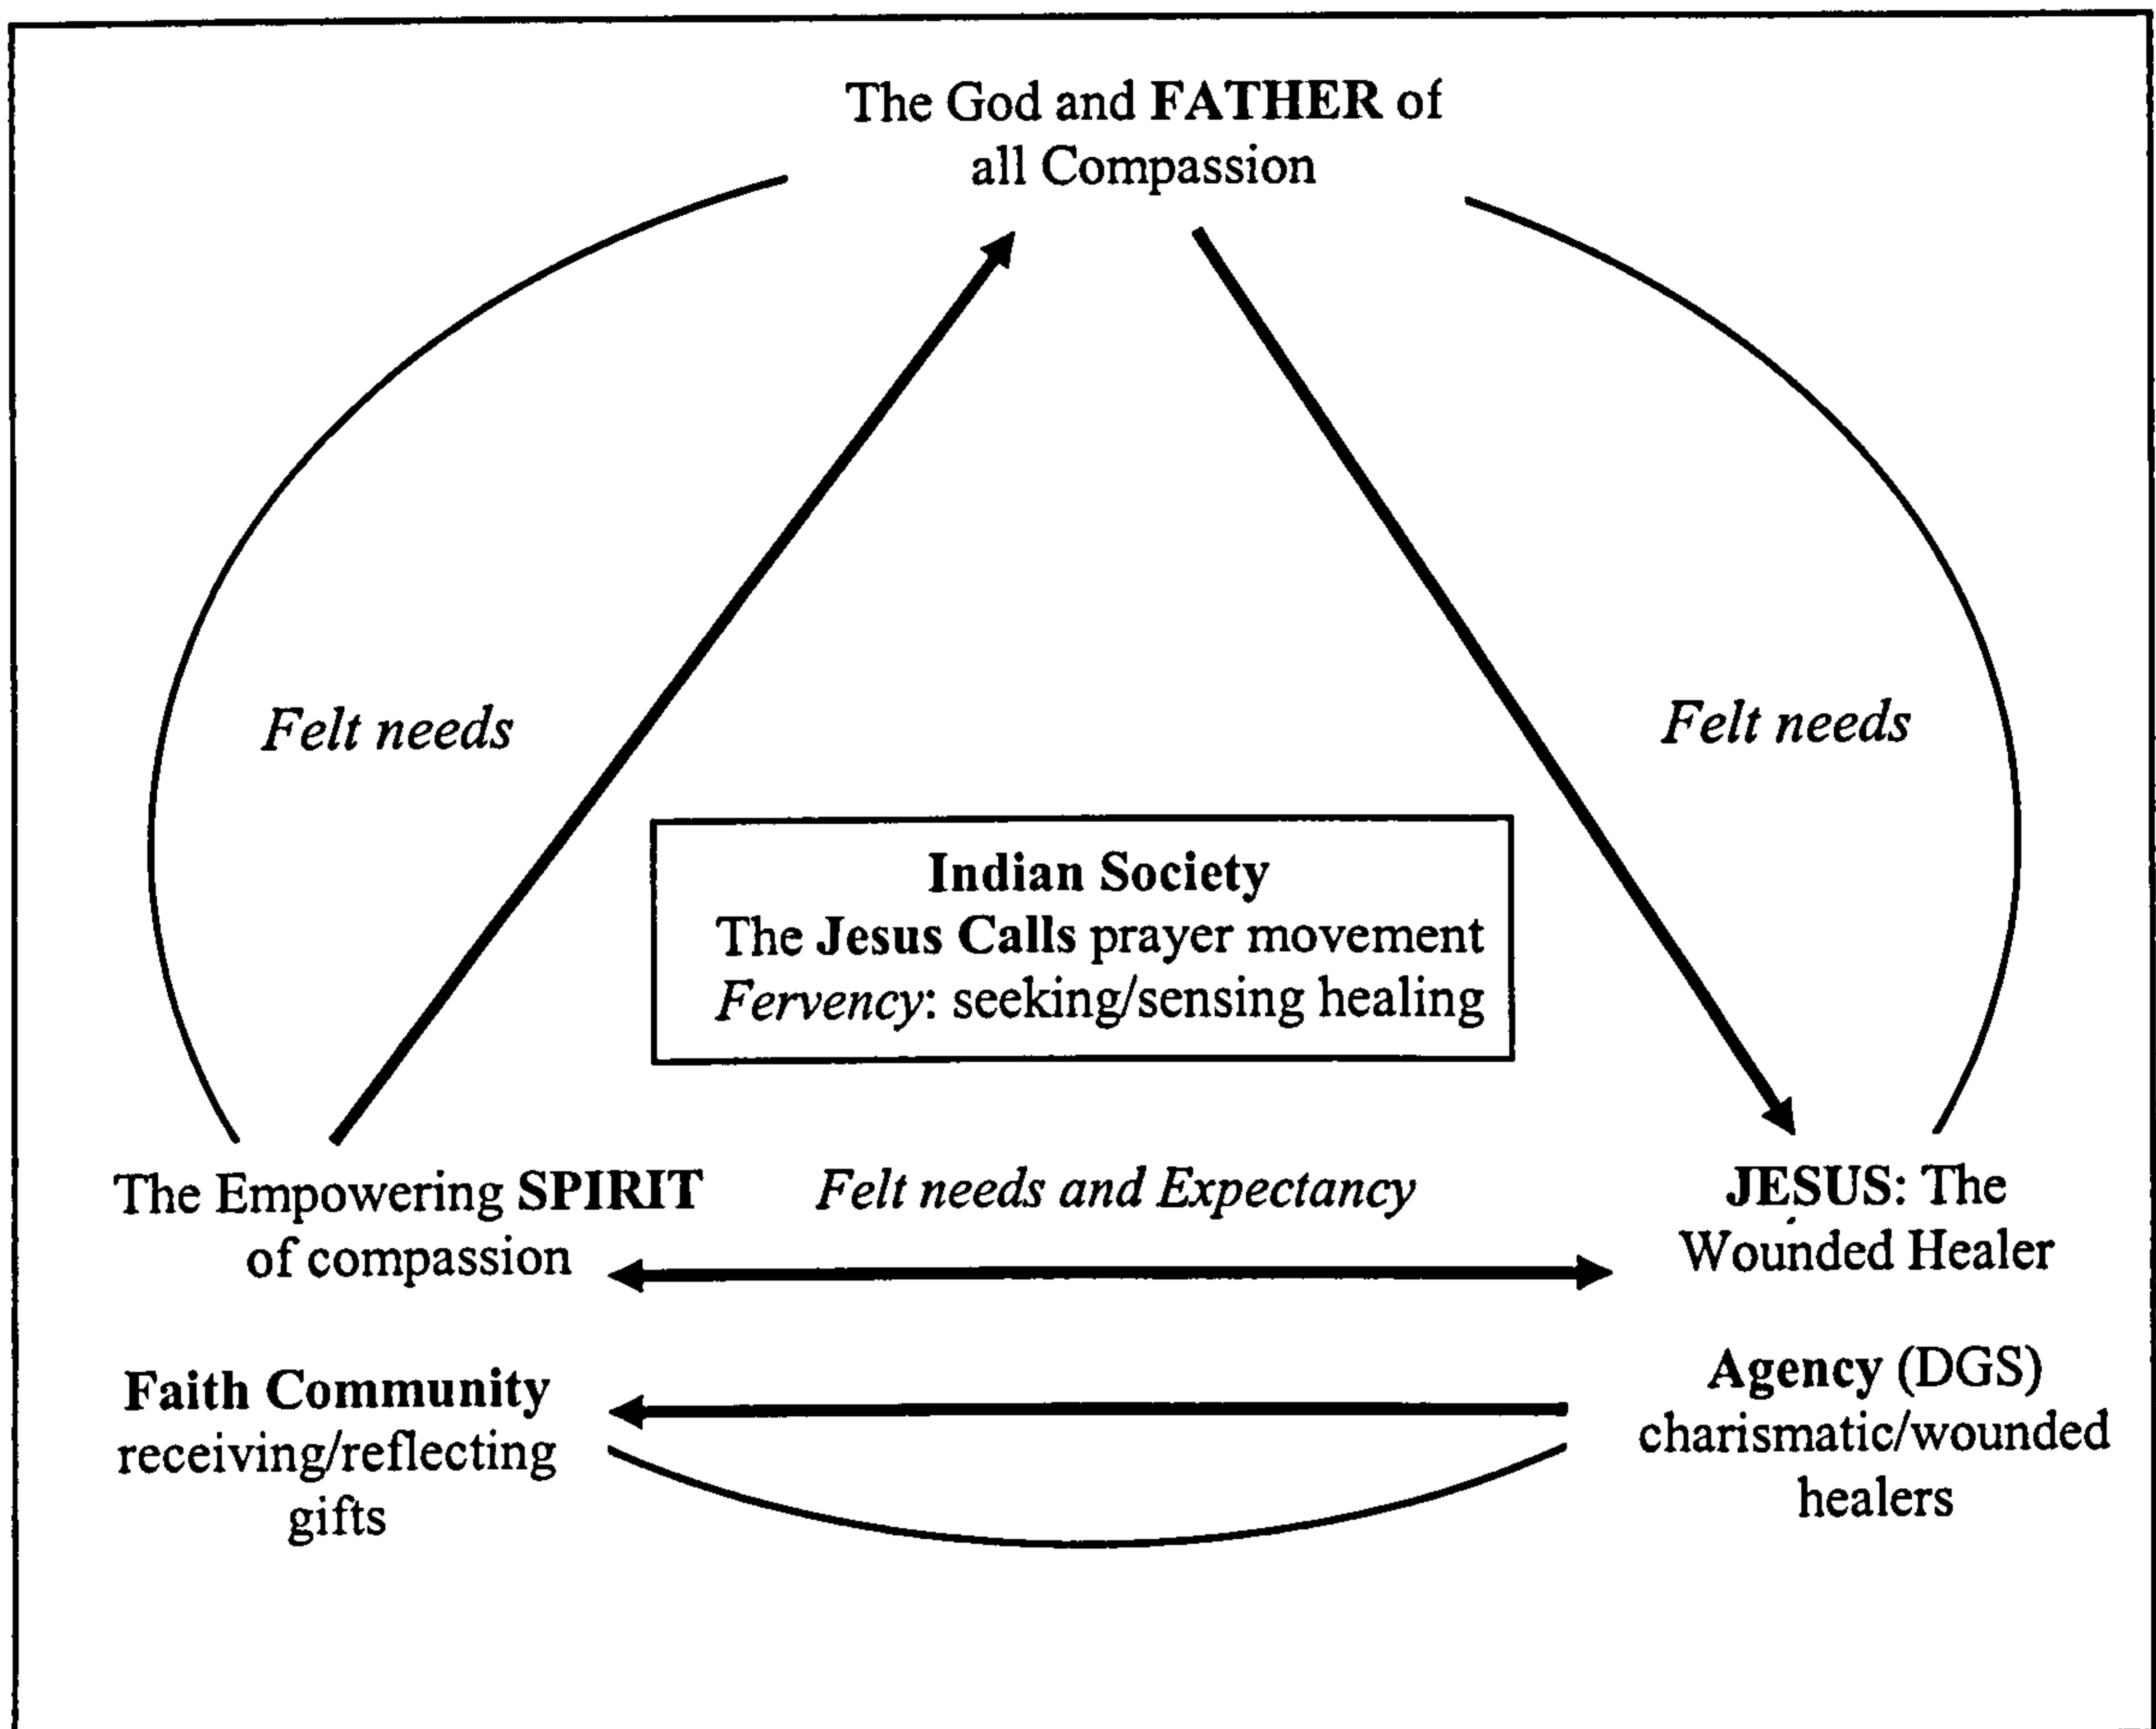 The God and FATHER of
all Compassion
Felt needs
Felt needs
Indian Society
The Jesus Calls prayer movement
Fervency: seeking/sensing healing
The Empowering SPIRIT
of compassion
Felt needs and Expectancy
JESUS: The
Wounded Healer
Faith Community
receiving/reflecting
gifts
Agency (DGS)
charismatic/wounded
healers